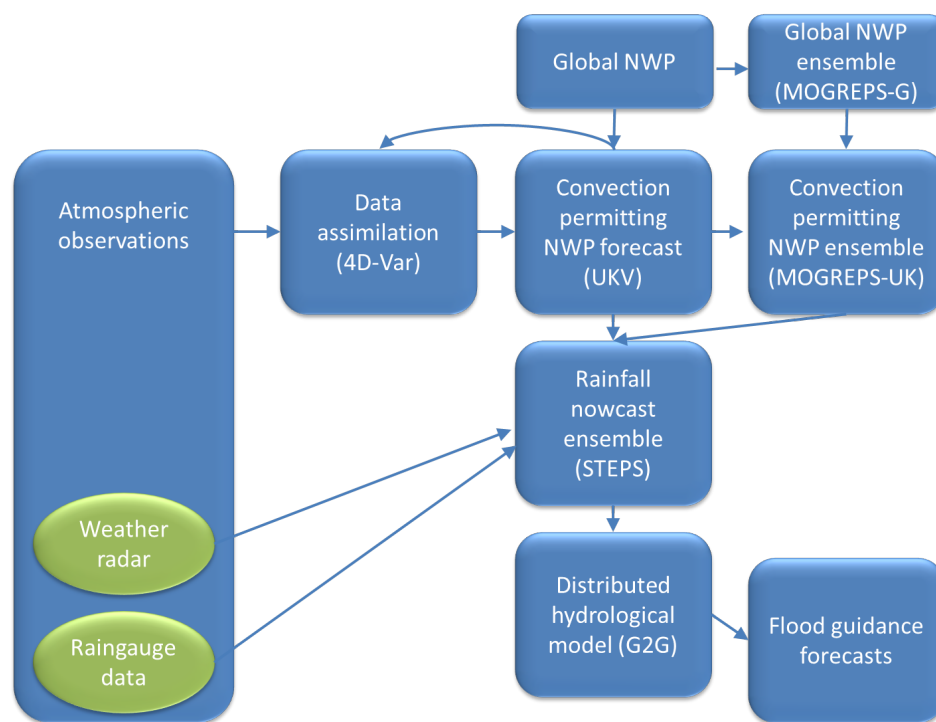 Global NWP
Global NWP
ensemble
(MOGREPS-G)
Atmospheric
observations
Data
assimilation
(4D-Var)
Convection
permitting
NWP forecast
(UKV)
Convection
permitting
NWP ensemble
(MOGREPS-UK)
Rainfall
nowcast
ensemble
(STEPS)
Weather
radar
Raingauge
data
Distributed
hydrological
model (G2G)
Flood guidance
forecasts